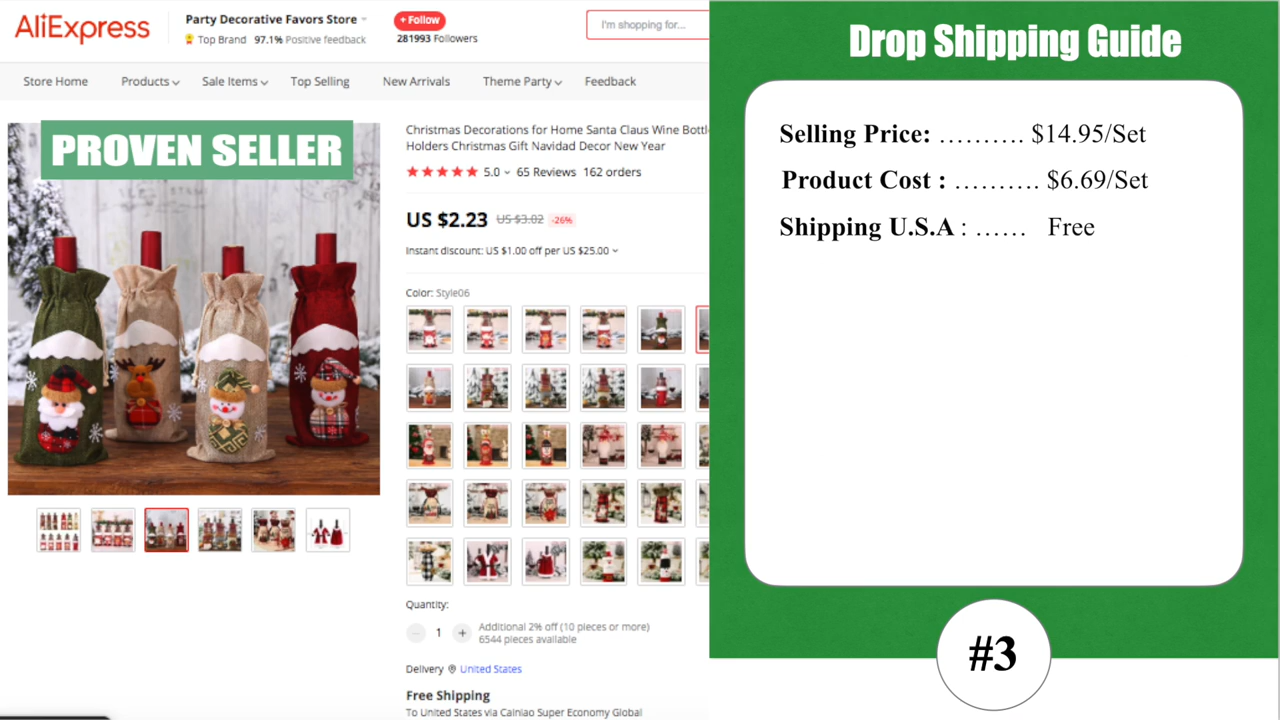 AliExpress
Party Decorative Favors Store
Top Brand 97.1% Positive feedback
+ Follow
281993 Followers
I'm shopping for...
Store Home Products Sale Items Top Selling New Arrivals Theme Party Feedback
PROVEN SELLER
Christmas Decorations for Home Santa Claus Wine Bottl
Holders Christmas Gift Navidad Decor New Year
5.0 65 Reviews 162 orders
US $2.23 US $3.02 -26%
Instant discount: US $1.00 off per US $25.00
Color: Style06
Quantity:
1
Additional 2% off (10 pieces or more)
6544 pieces available
Delivery United States
Free Shipping
To United States via Cainiao Super Economy Global
Drop Shipping Guide
Selling Price: .......... $14.95/Set
Product Cost : .......... $6.69/Set
Shipping U.S.A : ...... Free
#3